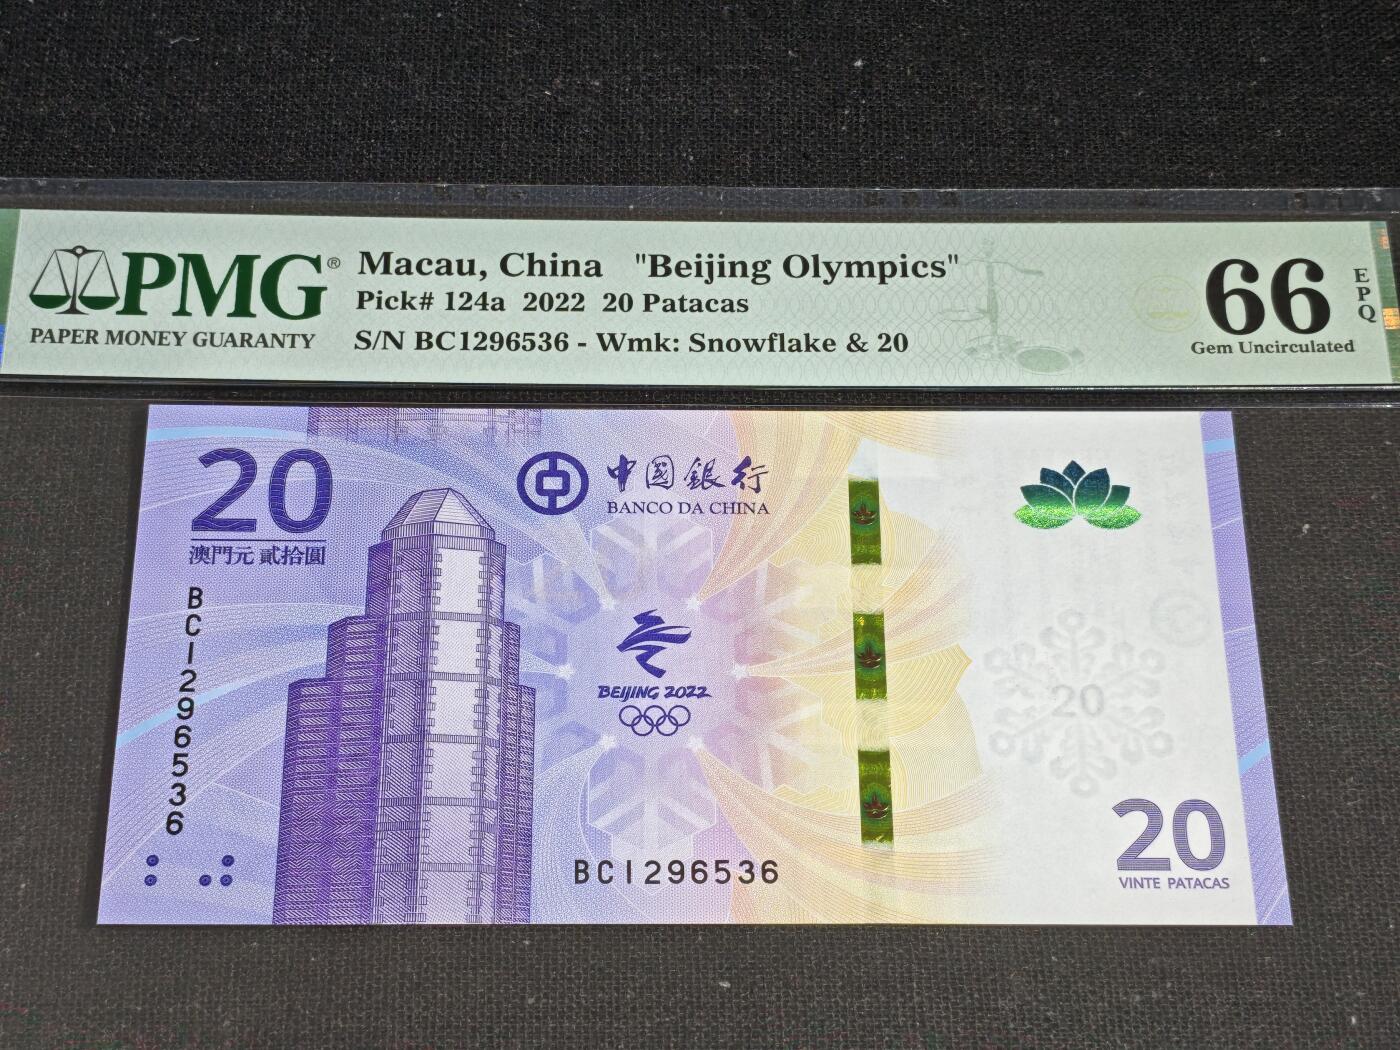 PMG®
PAPER MONEY GUARANTY
Macau, China "Beijing Olympics"
Pick# 124a 2022 20 Patacas
S/N BC1296536 - Wmk: Snowflake & 20
66
EPQ
Gem Uncirculated
20
澳門元 貳拾圓
中國銀行
BANCO DA CHINA
BC1296536
BEIJING 2022
20
BC1296536
20
VINTE PATACAS